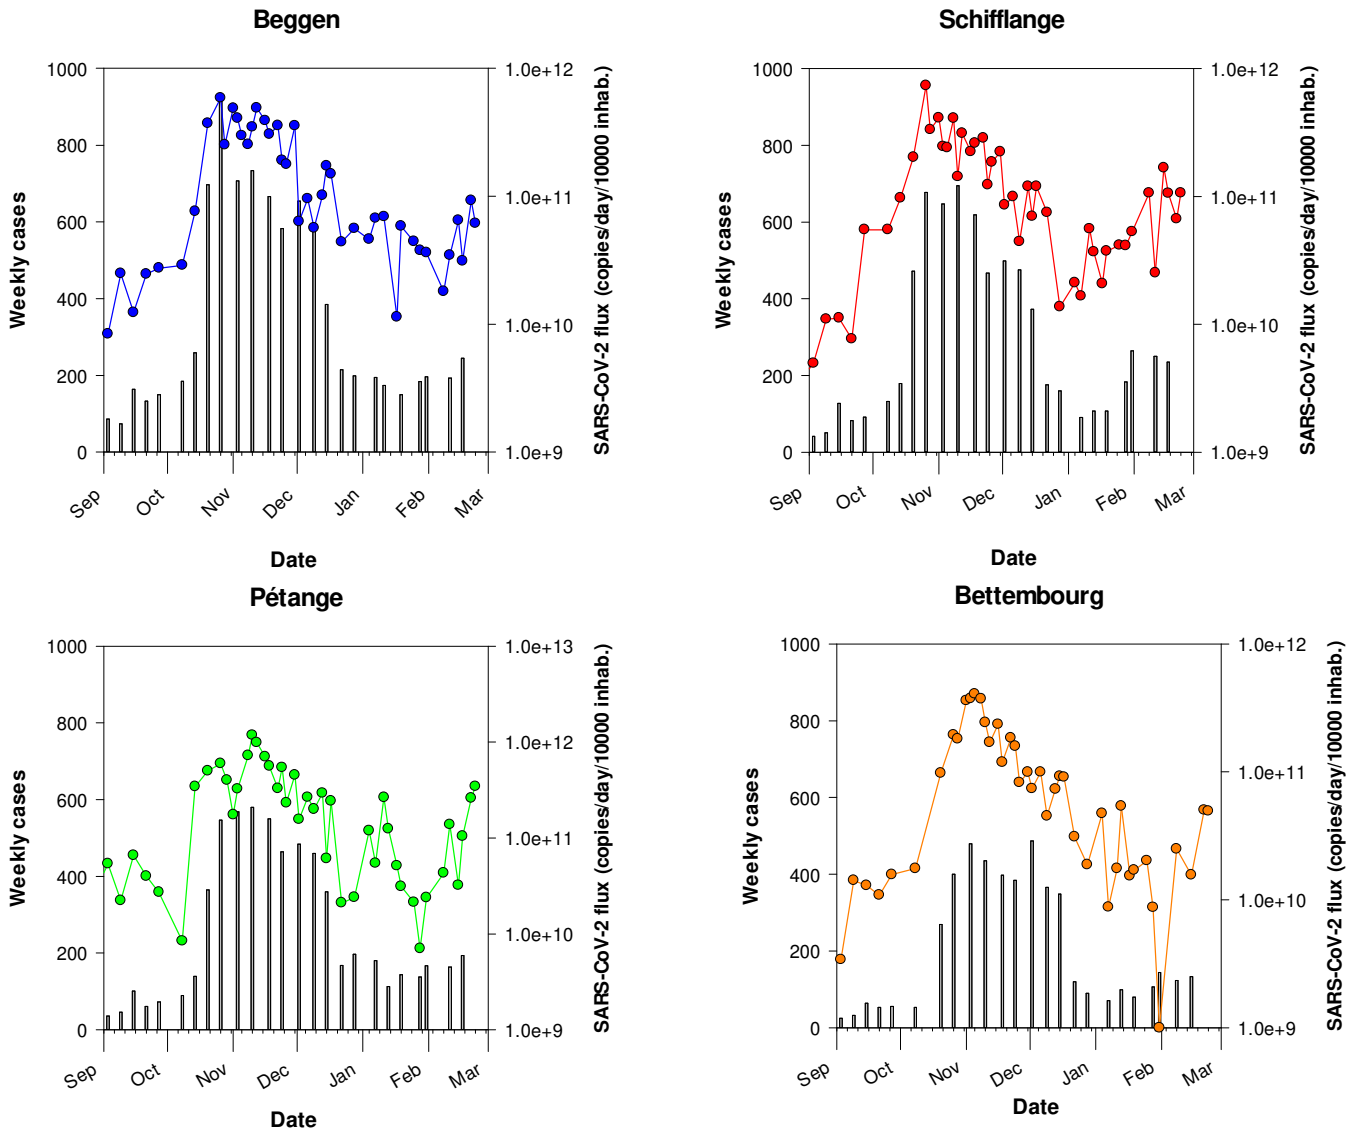 Beggen
1000
800
600
400
200
0
Weekly cases
1.0e+12
1.0e+11
1.0e+10
1.0e+9
SARS-CoV-2 flux (copies/day/10000 inhab.)
Sep Oct Nov Dec Jan Feb Mar
Date
Schifflange
1000
800
600
400
200
0
Weekly cases
1.0e+12
1.0e+11
1.0e+10
1.0e+9
SARS-CoV-2 flux (copies/day/10000 inhab.)
Sep Oct Nov Dec Jan Feb Mar
Date
Pétange
1000
800
600
400
200
0
Weekly cases
1.0e+13
1.0e+12
1.0e+11
1.0e+10
1.0e+9
SARS-CoV-2 flux (copies/day/10000 inhab.)
Sep Oct Nov Dec Jan Feb Mar
Date
Bettembourg
1000
800
600
400
200
0
Weekly cases
1.0e+12
1.0e+11
1.0e+10
1.0e+9
SARS-CoV-2 flux (copies/day/10000 inhab.)
Sep Oct Nov Dec Jan Feb Mar
Date